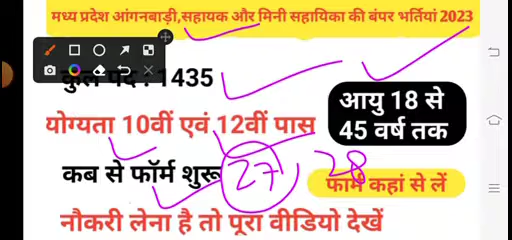 मध्य प्रदेश आंगनबाड़ी,सहायक और मिनी सहायिका की बंपर भर्तियां 2023
कुल पद : 1435
योग्यता 10वीं एवं 12वीं पास
आयु 18 से
45 वर्ष तक
कब से फॉर्म शुरू
27, 28
फार्म कहां से लें
नौकरी लेना है तो पूरा वीडियो देखें